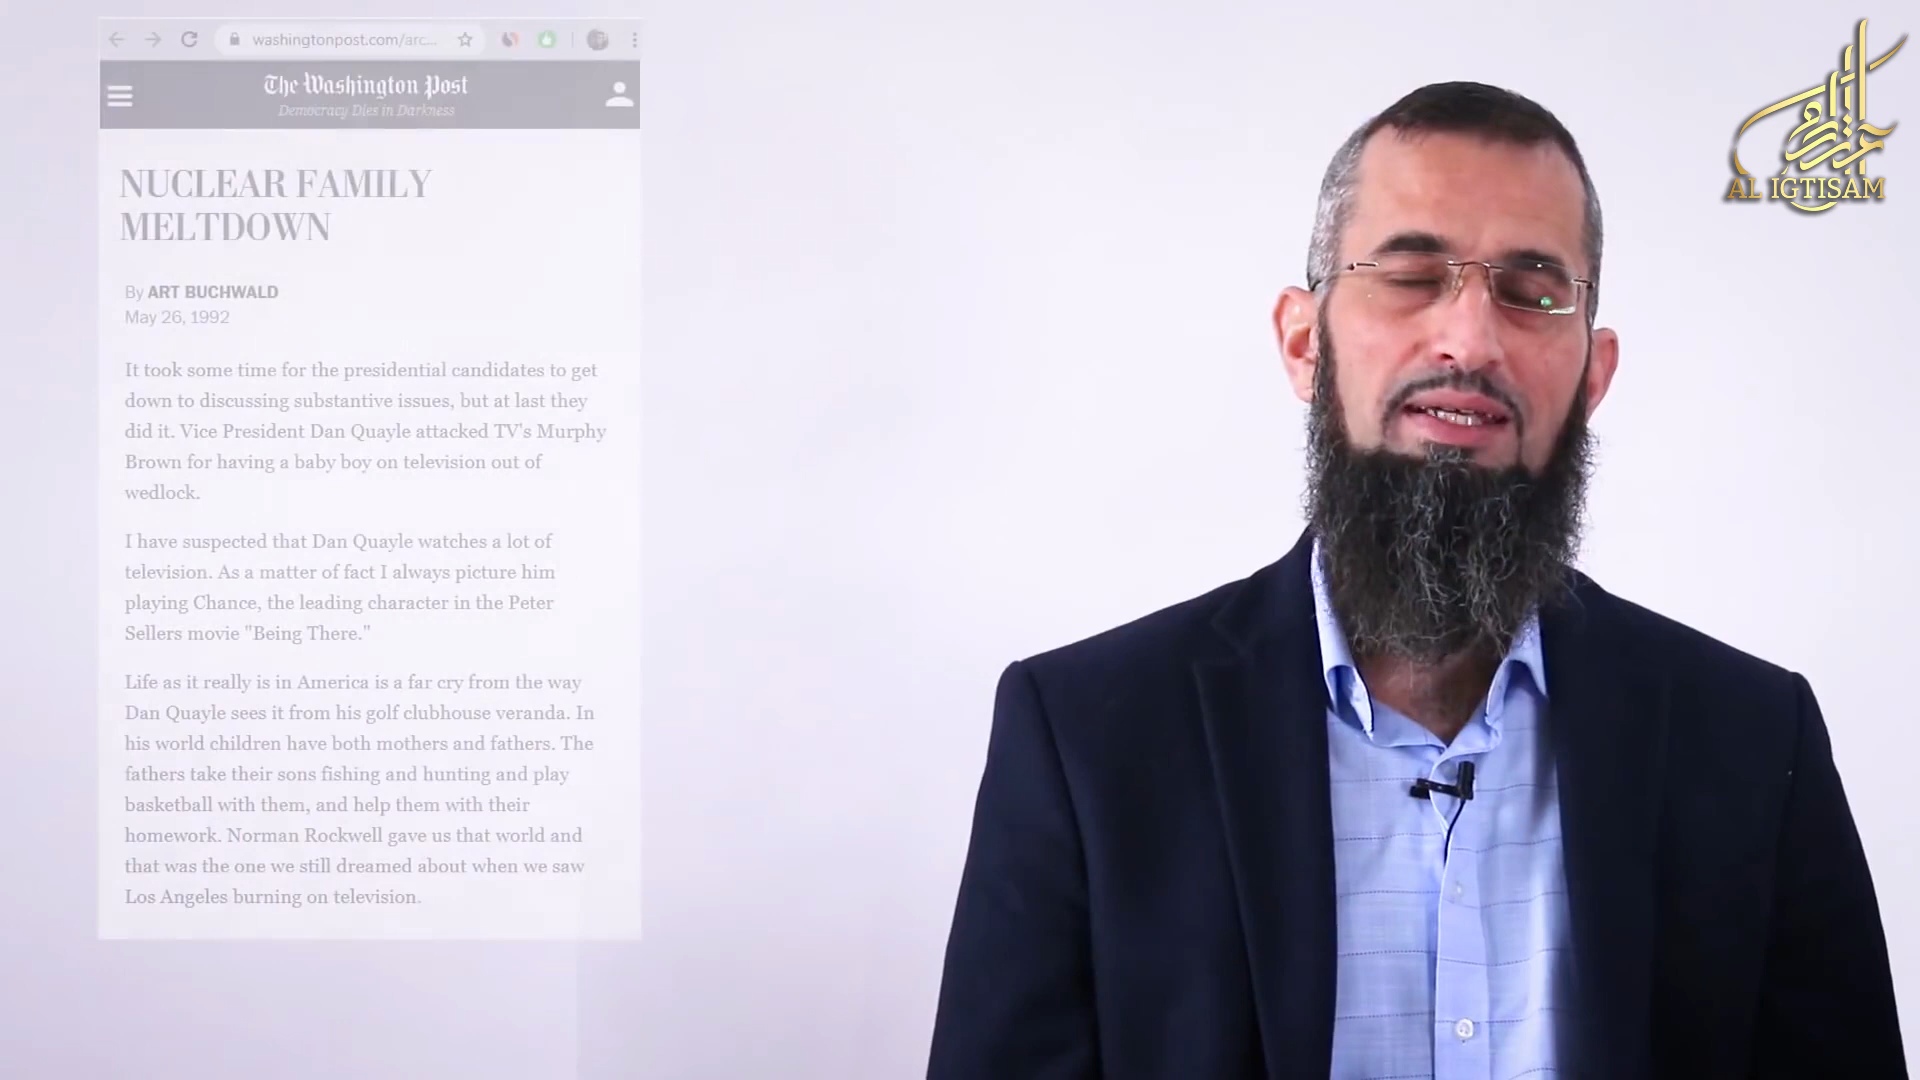 washingtonpost.com/arc...
The Washington Post
Democracy Dies in Darkness
NUCLEAR FAMILY
MELTDOWN
By ART BUCHWALD
May 26, 1992
It took some time for the presidential candidates to get
down to discussing substantive issues, but at last they
did it. Vice President Dan Quayle attacked TV's Murphy
Brown for having a baby boy on television out of
wedlock.
I have suspected that Dan Quayle watches a lot of
television. As a matter of fact I always picture him
playing Chance, the leading character in the Peter
Sellers movie "Being There."
Life as it really is in America is a far cry from the way
Dan Quayle sees it from his golf clubhouse veranda. In
his world children have both mothers and fathers. The
fathers take their sons fishing and hunting and play
basketball with them, and help them with their
homework. Norman Rockwell gave us that world and
that was the one we still dreamed about when we saw
Los Angeles burning on television.
AL IGTISAM